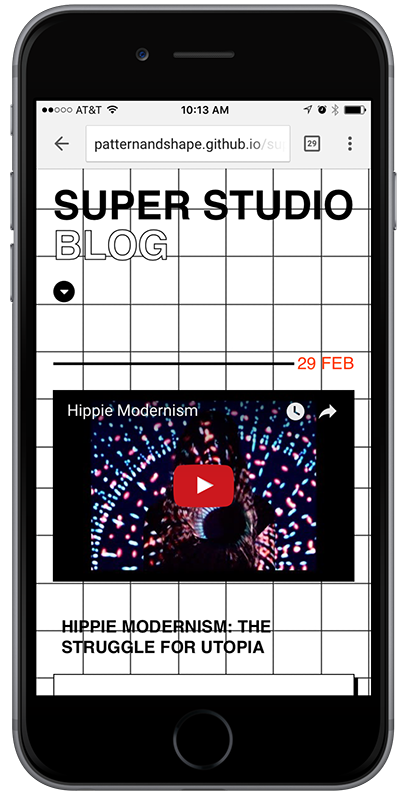 AT&T 10:13 AM
patternandshape.github.io/su
29
SUPER STUDIO
BLOG
29 FEB
Hippie Modernism
HIPPIE MODERNISM: THE
STRUGGLE FOR UTOPIA